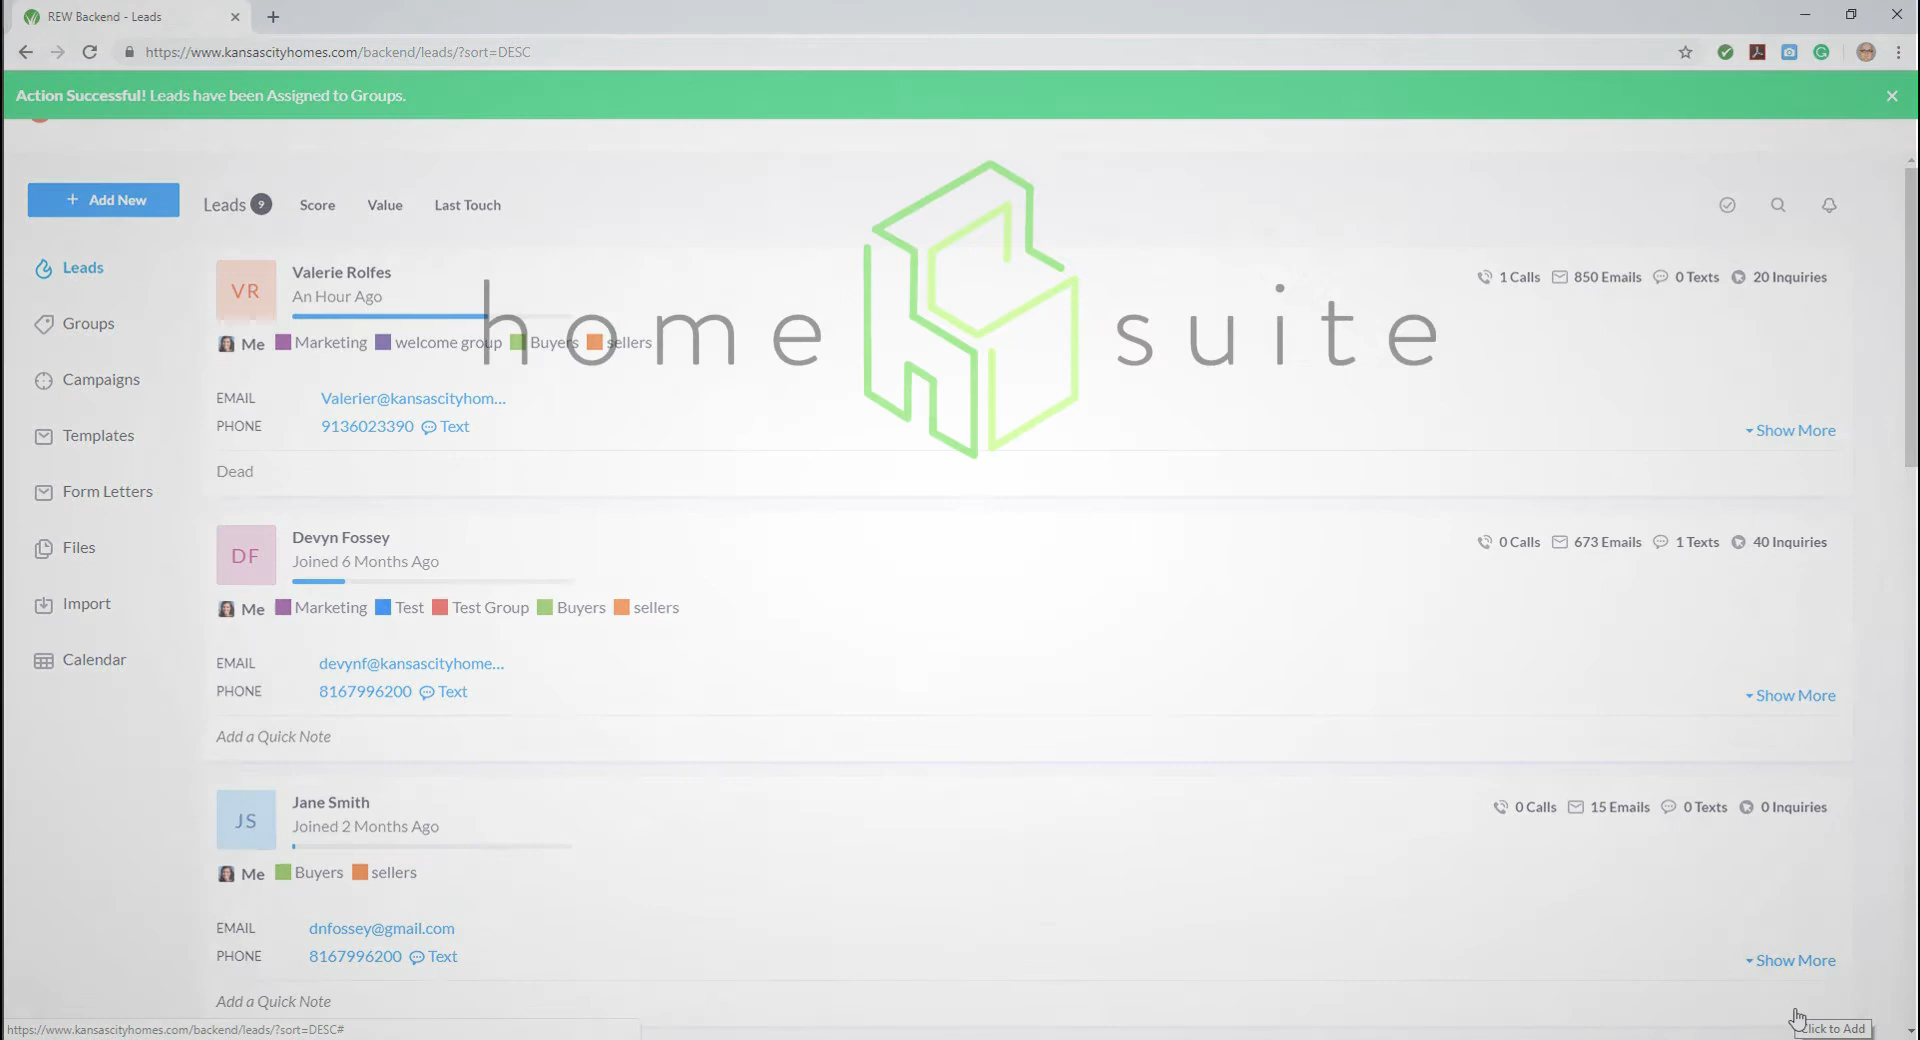 REW Backend - Leads
https://www.kansascityhomes.com/backend/leads/?sort=DESC
Action Successful! Leads have been Assigned to Groups.
+ Add New
Leads 9 Score Value Last Touch
Leads
Groups
Campaigns
Templates
Form Letters
Files
Import
Calendar
home suite
VR
Valerie Rolfes
An Hour Ago
1 Calls 850 Emails 0 Texts 20 Inquiries
Me Marketing welcome group Buyers sellers
EMAIL Valerier@kansascityhom...
PHONE 9136023390 Text
Show More
Dead
DF
Devyn Fossey
Joined 6 Months Ago
0 Calls 673 Emails 1 Texts 40 Inquiries
Me Marketing Test Test Group Buyers sellers
EMAIL devynf@kansascityhome...
PHONE 8167996200 Text
Show More
Add a Quick Note
JS
Jane Smith
Joined 2 Months Ago
0 Calls 15 Emails 0 Texts 0 Inquiries
Me Buyers sellers
EMAIL dnfossey@gmail.com
PHONE 8167996200 Text
Show More
Add a Quick Note
https://www.kansascityhomes.com/backend/leads/?sort=DESC#
Click to Add